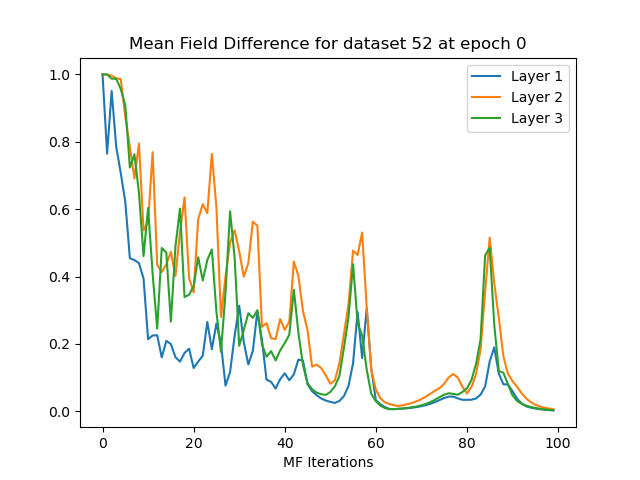 Mean Field Difference for dataset 52 at epoch 0
Layer 1
Layer 2
Layer 3
1.0
0.8
0.6
0.4
0.2
0.0
0 20 40 60 80 100
MF Iterations